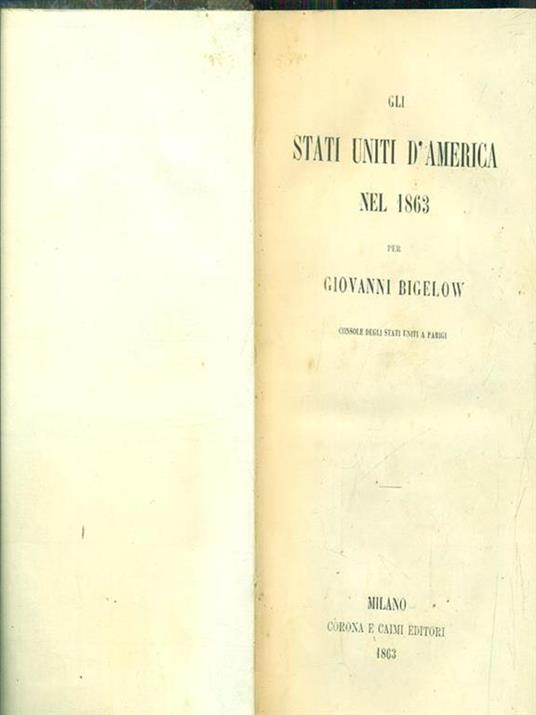 GLI
STATI UNITI D'AMERICA
NEL 1863
PER
GIOVANNI BIGELOW
CONSOLE DEGLI STATI UNITI A PARIGI
MILANO
CORONA E CAIMI EDITORI
1863